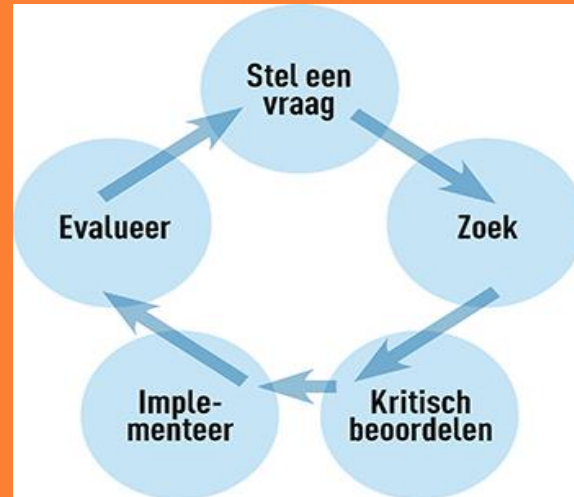 Stel een
vraag
Zoek
Kritisch
beoordelen
Imple-
menteer
Evalueer